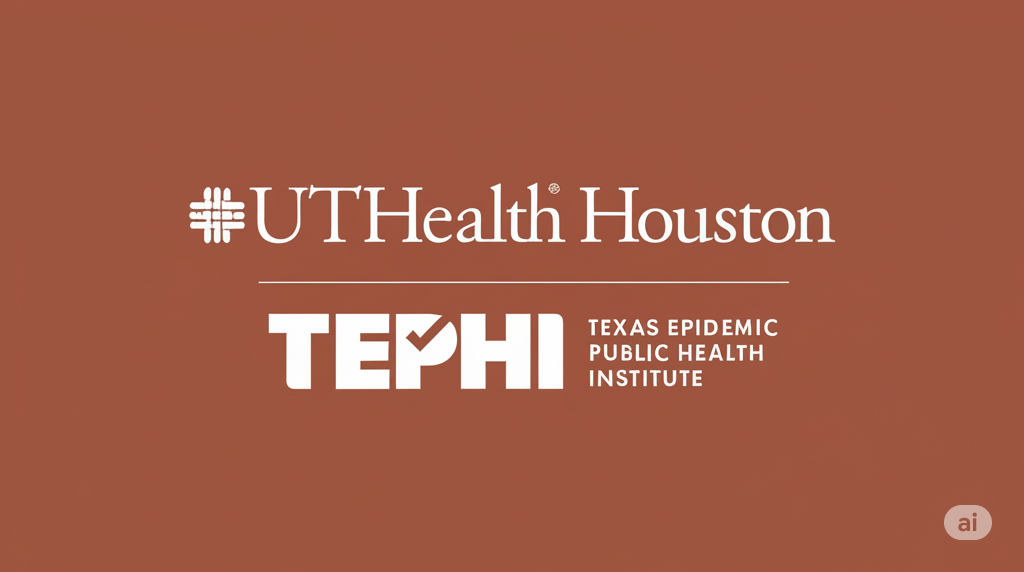 UTHealth Houston
TEPHI
TEXAS EPIDEMIC
PUBLIC HEALTH
INSTITUTE
ai